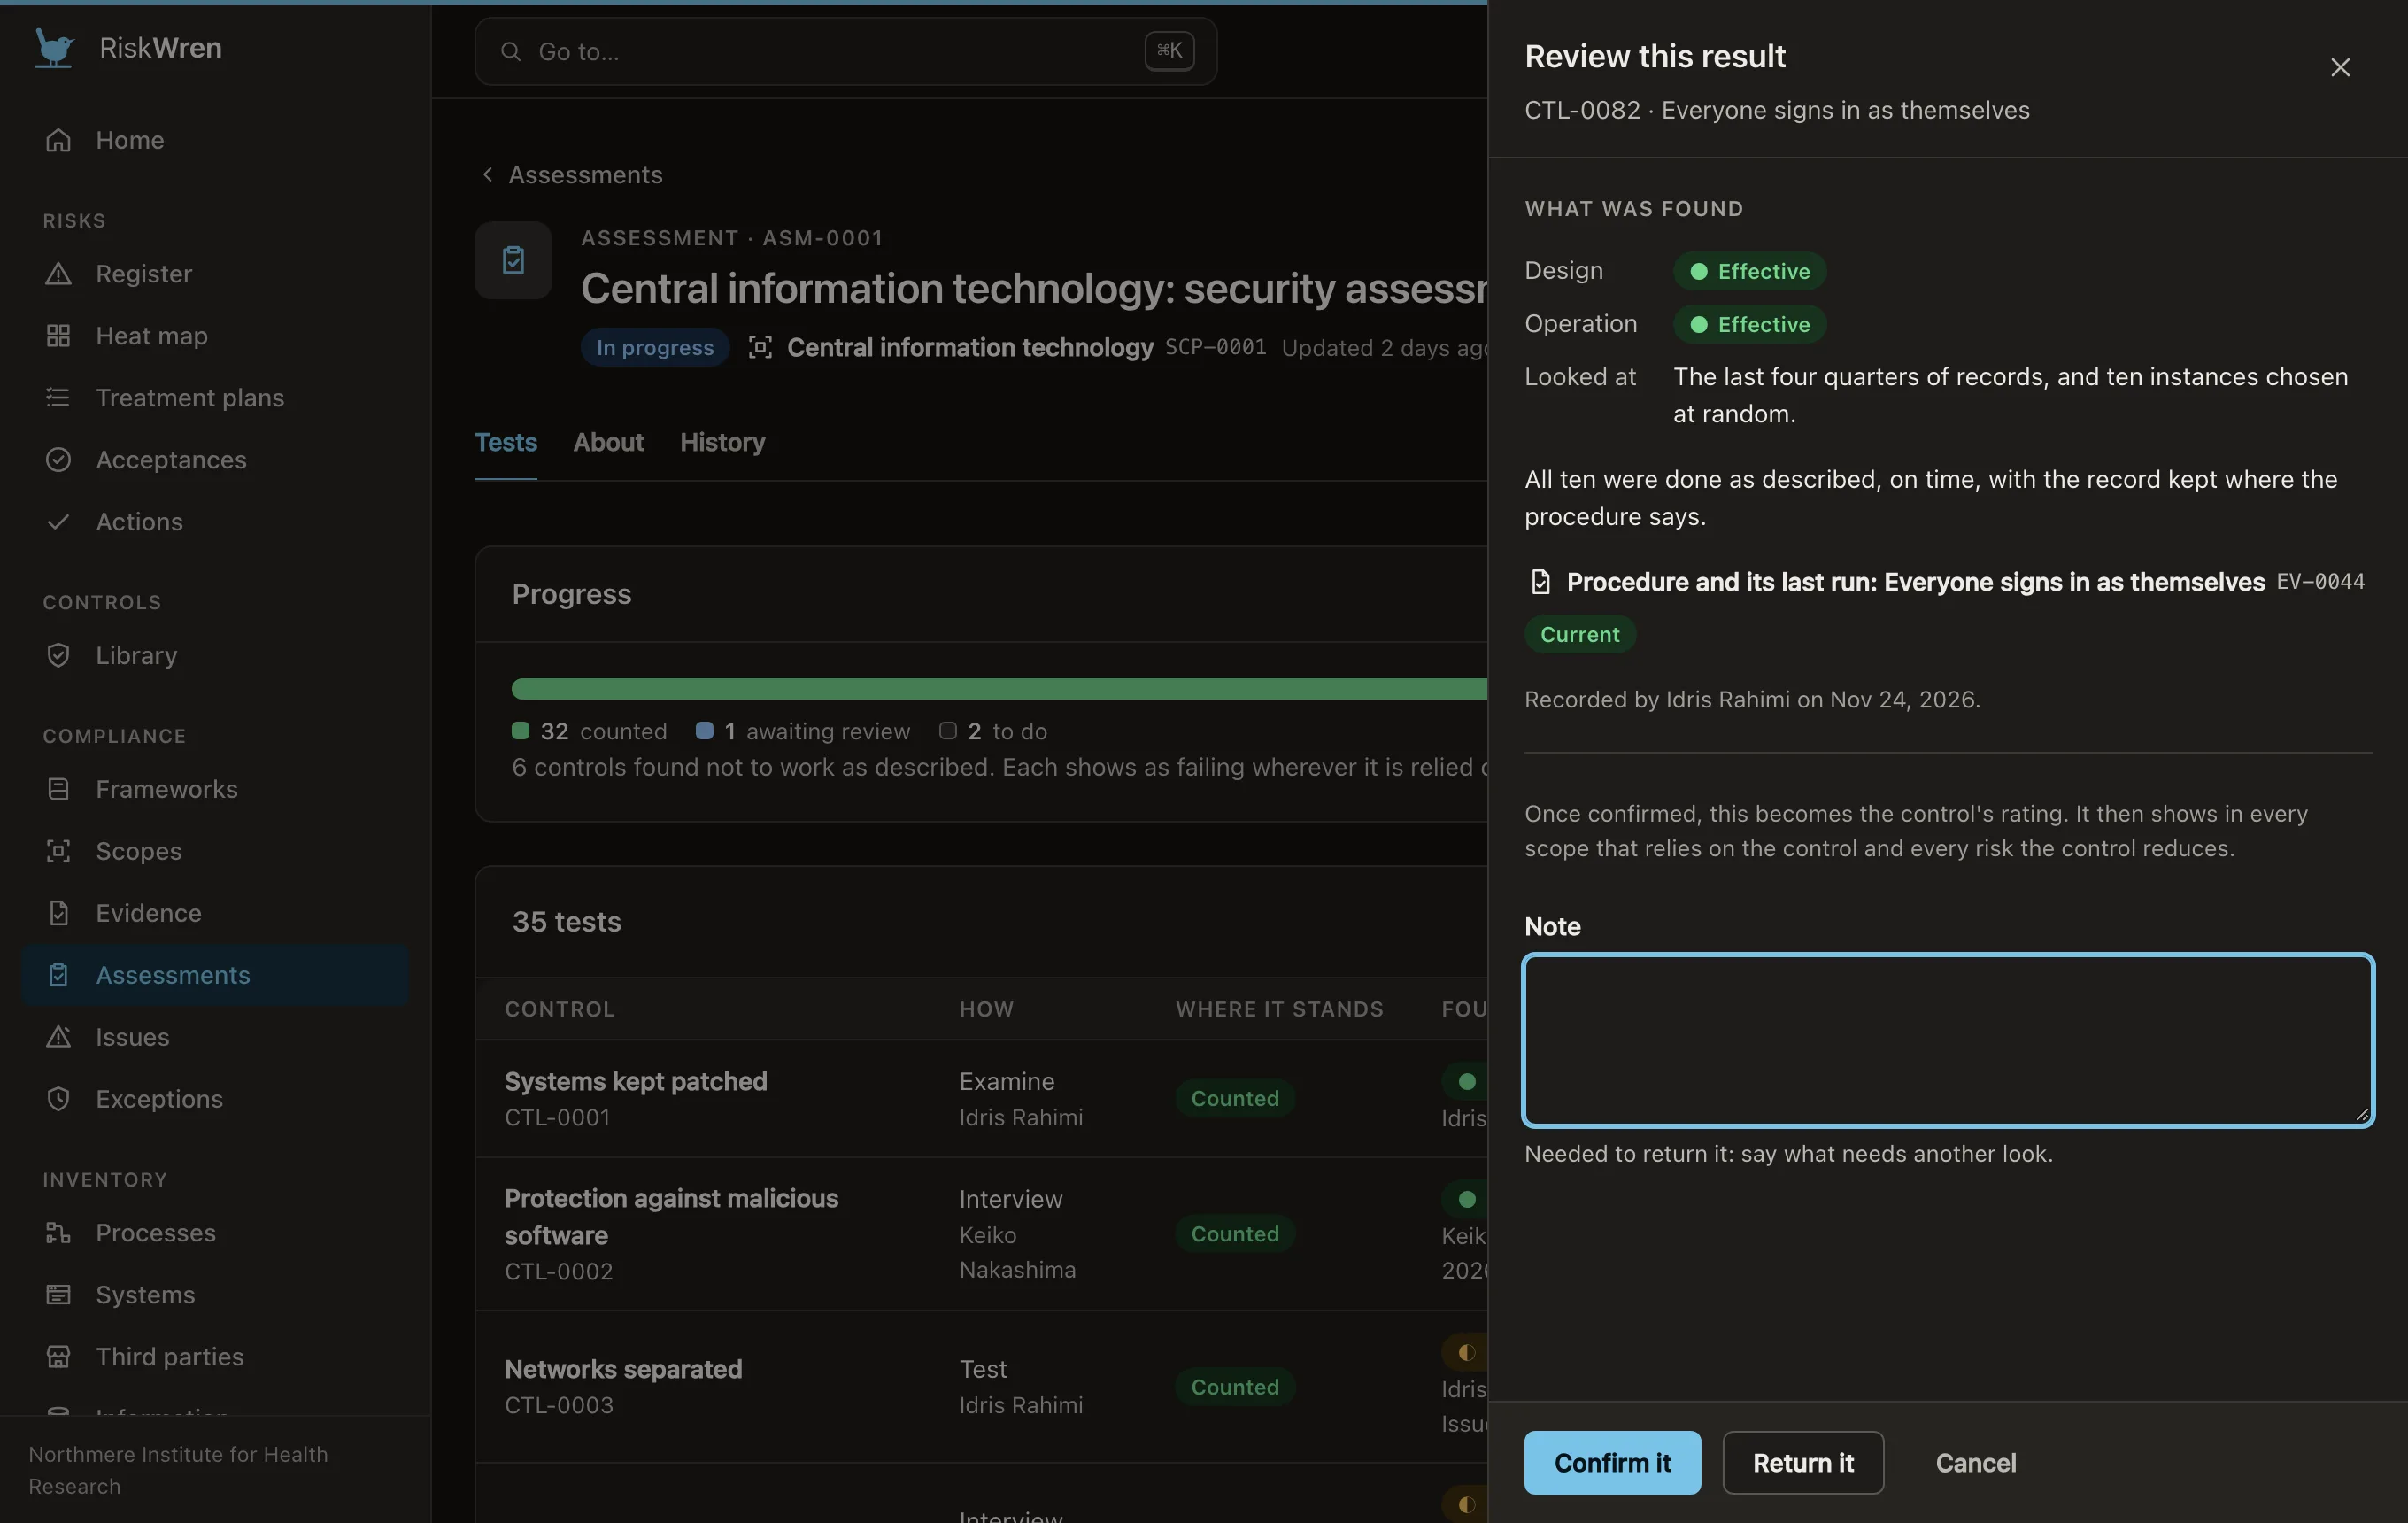 RiskWren
Home
RISKS
Register
Heat map
Treatment plans
Acceptances
Actions
CONTROLS
Library
COMPLIANCE
Frameworks
Scopes
Evidence
Assessments
Issues
Exceptions
INVENTORY
Processes
Systems
Third parties
Information
Northmere Institute for Health
Research
Go to...
⌘K
Assessments
ASSESSMENT · ASM-0001
Central information technology: security assessm
In progress Central information technology SCP-0001 Updated 2 days ago
Tests About History
Progress
32 counted 1 awaiting review 2 to do
6 controls found not to work as described. Each shows as failing wherever it is relied o
35 tests
CONTROL HOW WHERE IT STANDS FOU
Systems kept patched
CTL-0001
Examine
Idris Rahimi
Counted
Idris
Protection against malicious
software
CTL-0002
Interview
Keiko
Nakashima
Counted
Keik
2026
Networks separated
CTL-0003
Test
Idris Rahimi
Counted
Idris
Issue
Interview
Review this result
CTL-0082 · Everyone signs in as themselves
WHAT WAS FOUND
Design Effective
Operation Effective
Looked at The last four quarters of records, and ten instances chosen
at random.
All ten were done as described, on time, with the record kept where the
procedure says.
Procedure and its last run: Everyone signs in as themselves EV-0044
Current
Recorded by Idris Rahimi on Nov 24, 2026.
Once confirmed, this becomes the control's rating. It then shows in every
scope that relies on the control and every risk the control reduces.
Note
Needed to return it: say what needs another look.
Confirm it Return it Cancel